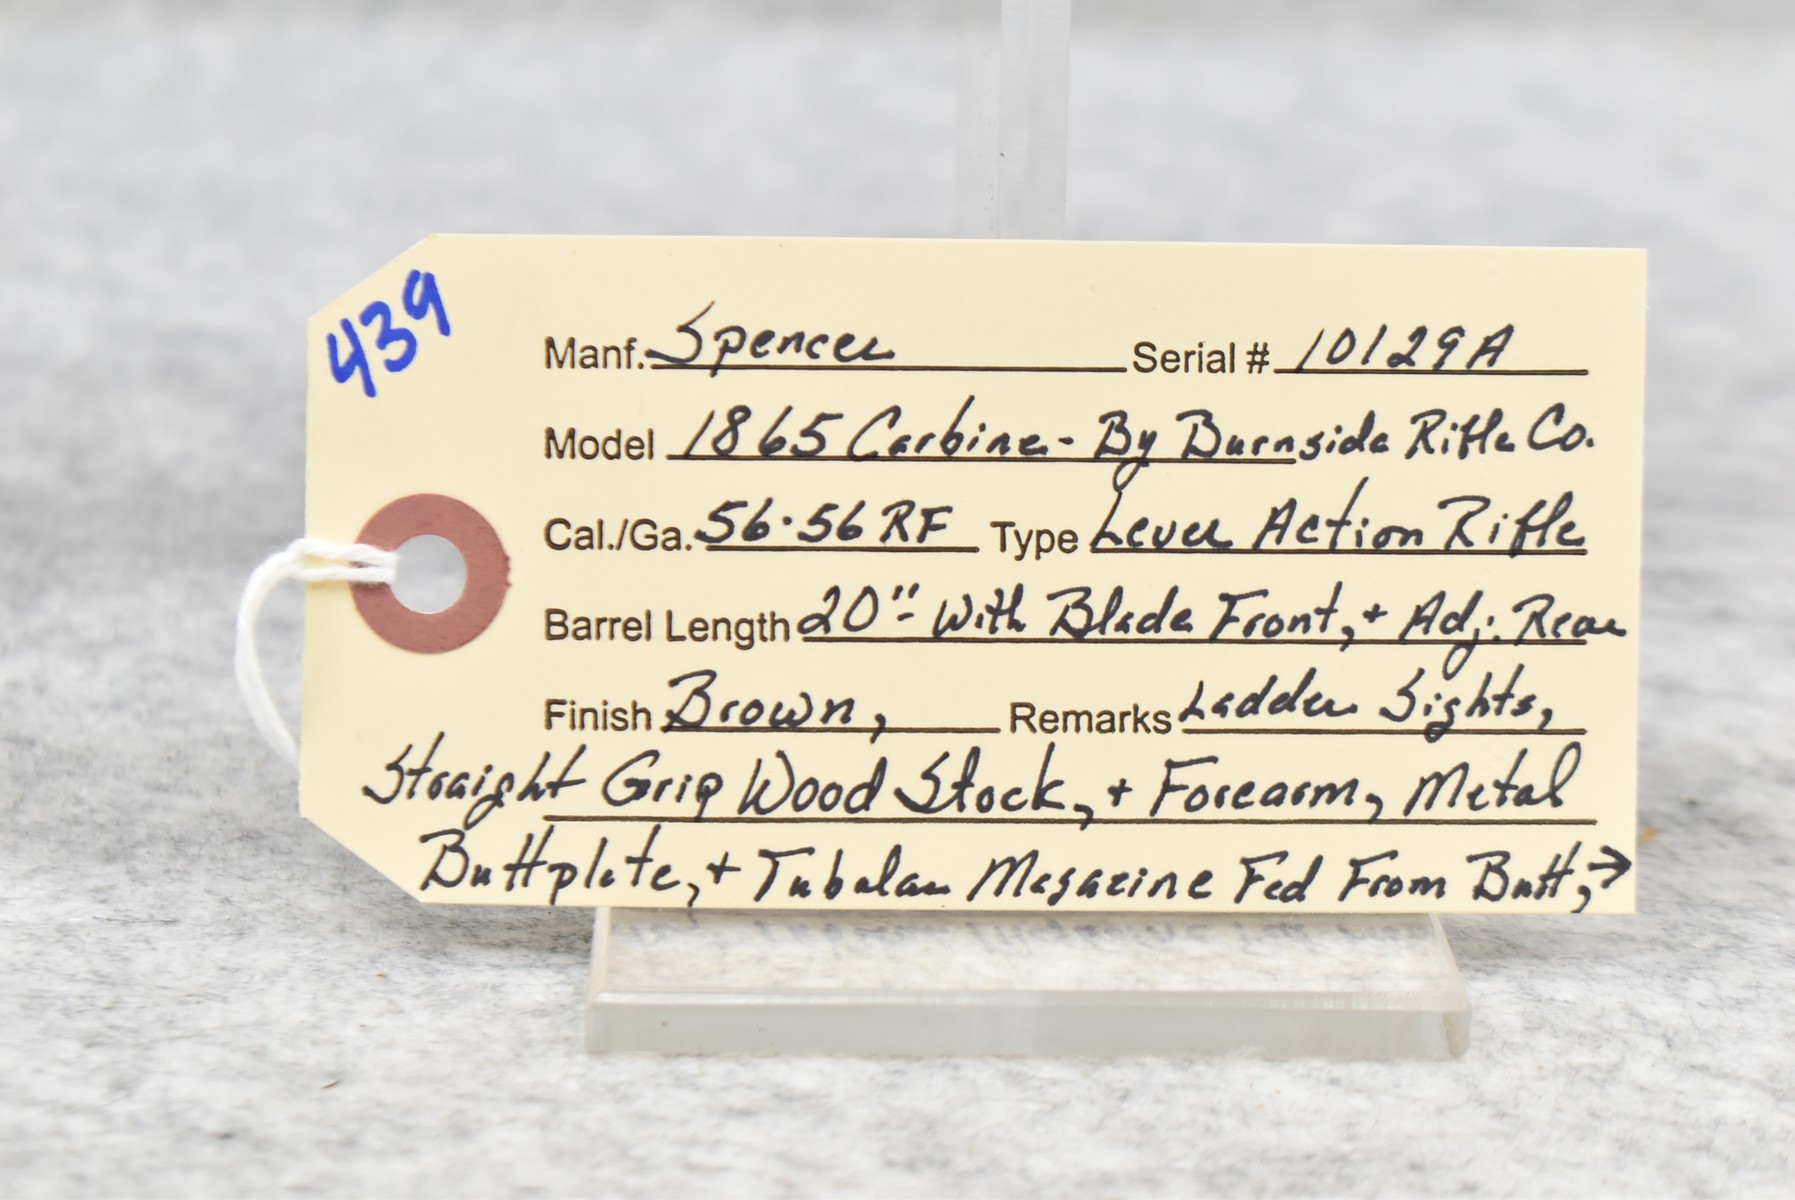 439
Manf. Spencer Serial # 10129A
Model 1865 Carbine - By Burnside Rifle Co.
Cal./Ga. 56-56 RF Type Lever Action Rifle
Barrel Length 20" - With Blade Front, + Adj. Rear
Finish Brown, Remarks Ladder Sights,
Straight Grip Wood Stock, + Forearm, Metal
Buttplate, + Tubular Magazine Fed From Butt, →